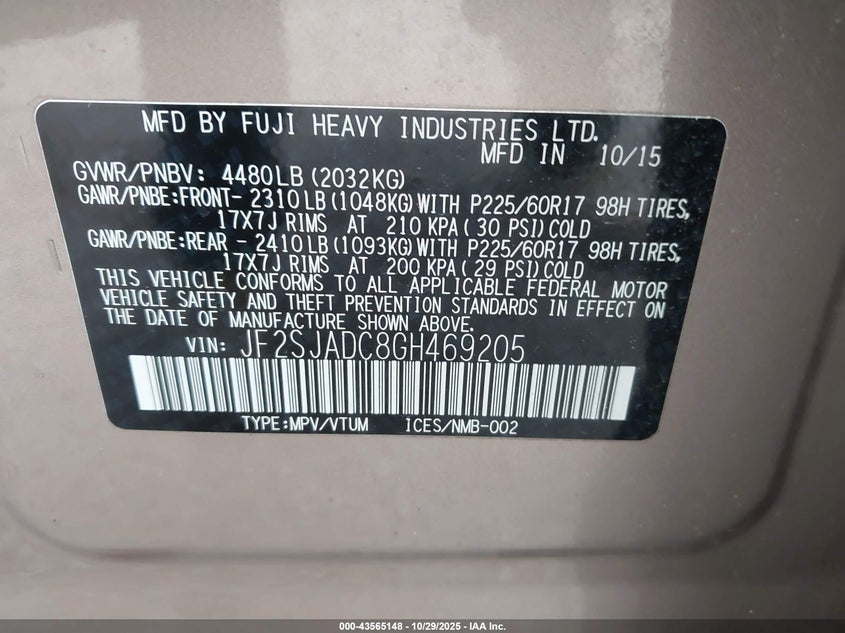 MFD BY FUJI HEAVY INDUSTRIES LTD.
MFD IN 10/15
GVWR/PNBV: 4480LB (2032KG)
GAWR/PNBE:FRONT- 2310LB (1048KG) WITH P225/60R17 98H TIRES,
17X7J RIMS AT 210 KPA ( 30 PSI) COLD
GAWR/PNBE:REAR - 2410LB (1093KG) WITH P225/60R17 98H TIRES,
17X7J RIMS AT 200 KPA ( 29 PSI) COLD
THIS VEHICLE CONFORMS TO ALL APPLICABLE FEDERAL MOTOR
VEHICLE SAFETY AND THEFT PREVENTION STANDARDS IN EFFECT ON
THE DATE OF MANUFACTURE SHOWN ABOVE.
VIN: JF2SJADC8GH469205
TYPE:MPV/VTUM ICES/NMB-002
000-43565148 - 10/29/2025 - IAA Inc.